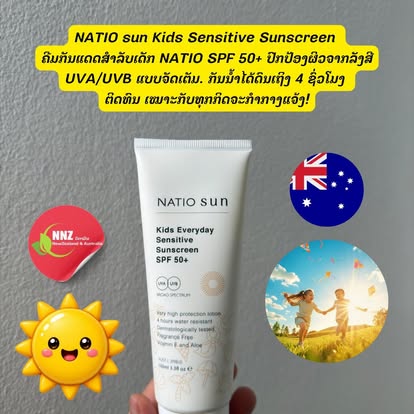 NATIO sun Kids Sensitive Sunscreen
ຄີມກັນແດດສຳລັບເດັກ NATIO SPF 50+ ປົກປ້ອງຜິວຈາກລັງສີ
UVA/UVB ແບບຈັດເຕັມ. ກັນນ້ຳໄດ້ດົນເຖິງ 4 ຊົ່ວໂມງ
ຕິດທົນ ເໝາະກັບທຸກກິດຈະກຳກາງແຈ້ງ!
NNZ
NewZealand & Australia
NATIO sun
Kids Everyday
Sensitive
Sunscreen
SPF 50+
UVA UVB
BROAD SPECTRUM
Very high protection lotion
4 hours water resistant
Dermatologically tested
Fragrance Free
Vitamin E and Aloe
100ml 3.38 oz